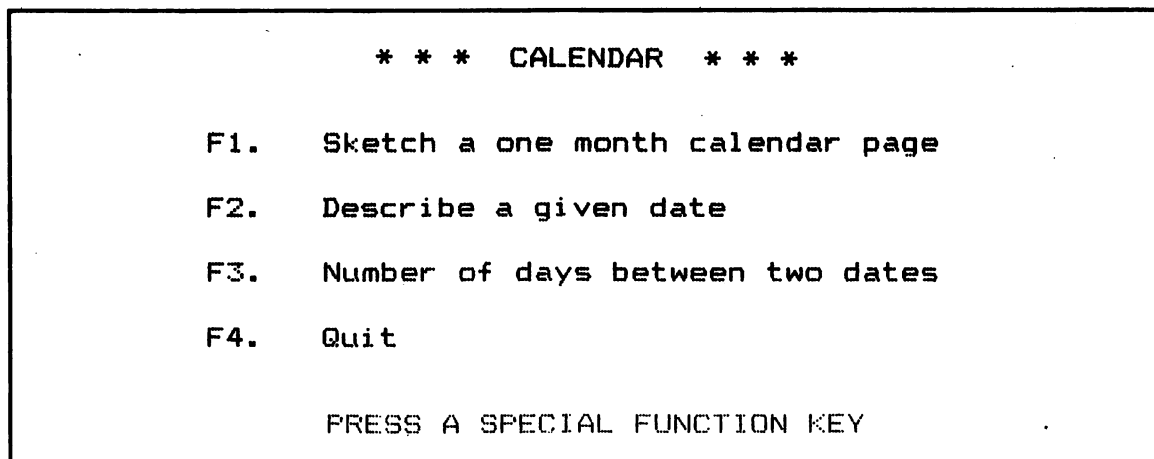 * * * CALENDAR * * *
F1. Sketch a one month calendar page
F2. Describe a given date
F3. Number of days between two dates
F4. Quit
PRESS A SPECIAL FUNCTION KEY